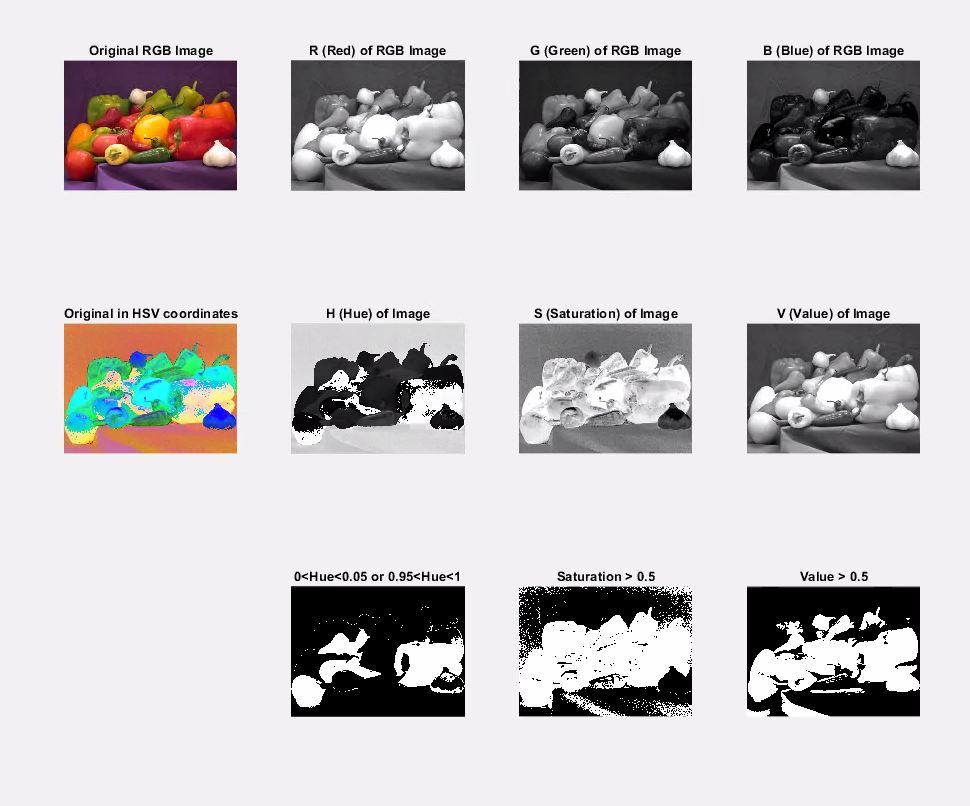 Original RGB Image
R (Red) of RGB Image
G (Green) of RGB Image
B (Blue) of RGB Image
Original in HSV coordinates
H (Hue) of Image
S (Saturation) of Image
V (Value) of Image
0<Hue<0.05 or 0.95<Hue<1
Saturation > 0.5
Value > 0.5